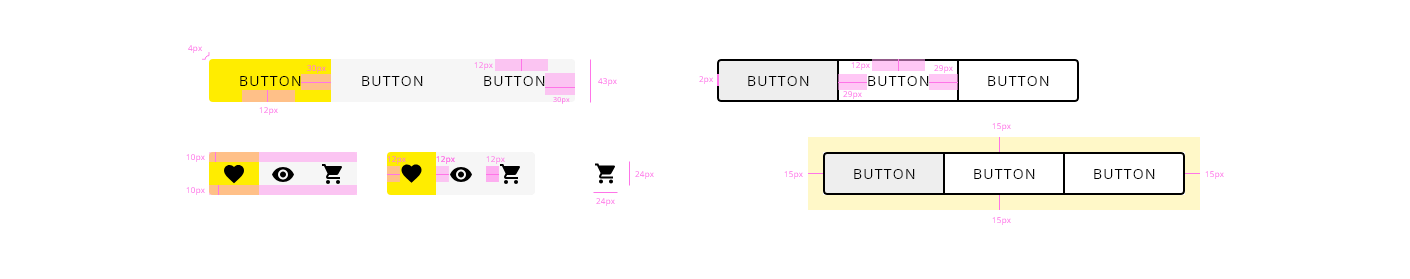 4px
30px
BUTTON
BUTTON
12px
BUTTON
12px
30px
43px
2px
BUTTON
12px
29px
BUTTON
29px
BUTTON
10px
10px
12px
12px
12px
24px
24px
15px
15px
BUTTON
BUTTON
BUTTON
15px
15px